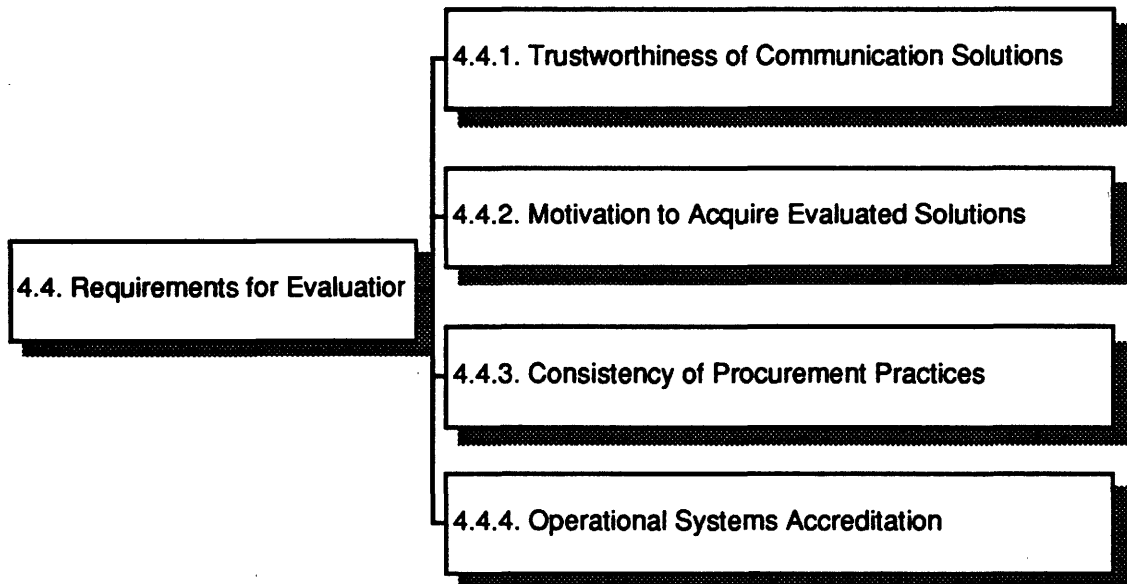 4.4. Requirements for Evaluatior
4.4.1. Trustworthiness of Communication Solutions
4.4.2. Motivation to Acquire Evaluated Solutions
4.4.3. Consistency of Procurement Practices
4.4.4. Operational Systems Accreditation